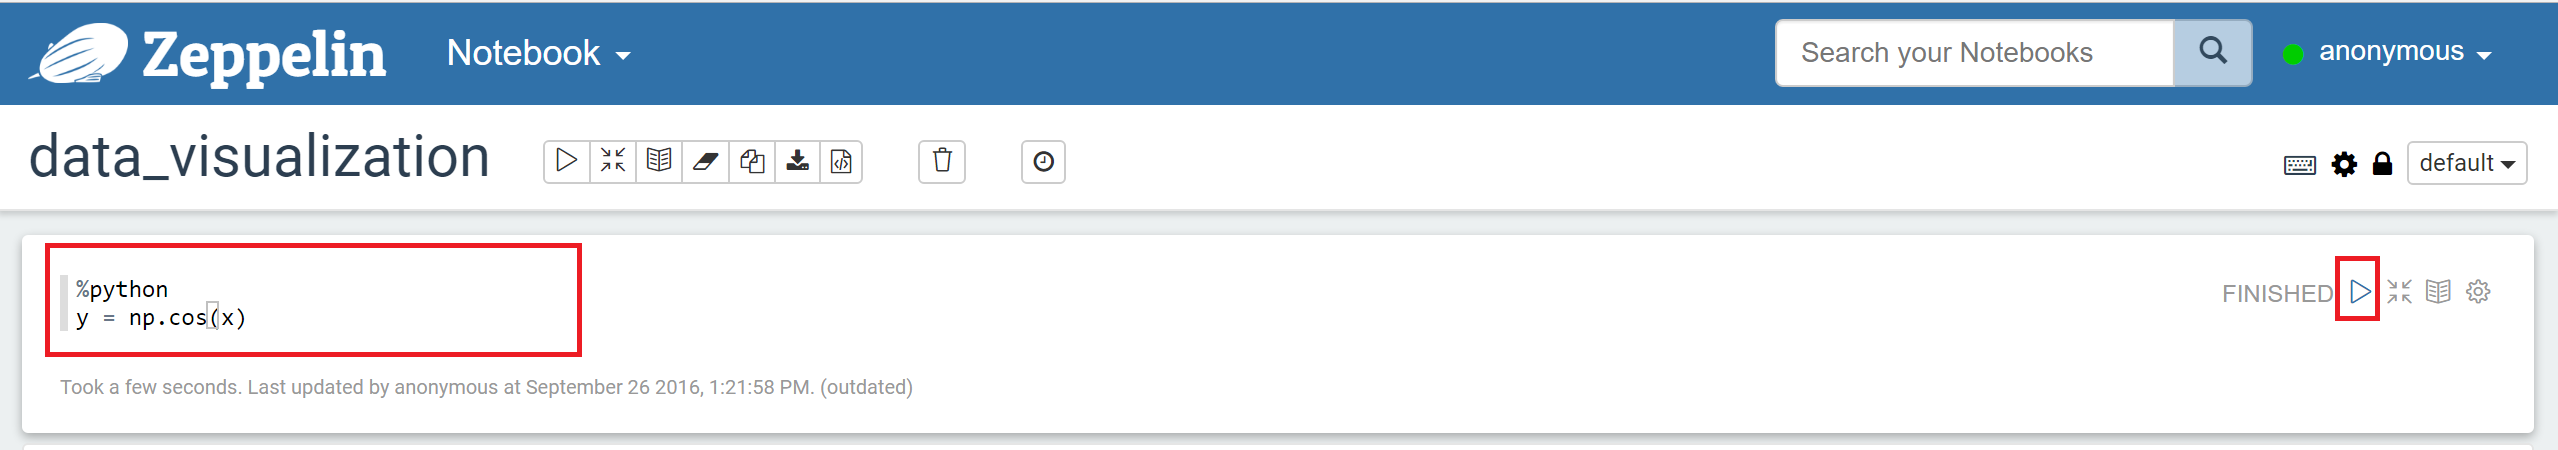 Zeppelin Notebook Search your Notebooks anonymous
data_visualization default
%python
y = np.cos(x)
FINISHED
Took a few seconds. Last updated by anonymous at September 26 2016, 1:21:58 PM. (outdated)